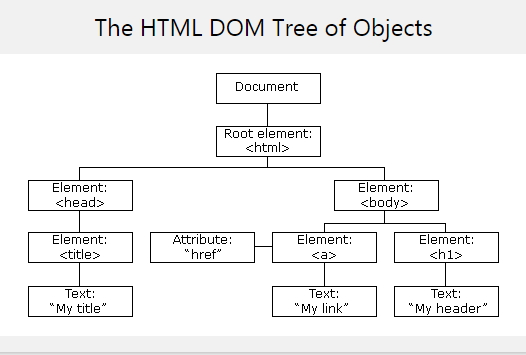 The HTML DOM Tree of Objects
Document
Root element:
<html>
Element:
<head>
Element:
<body>
Element:
<title>
Attribute:
“href”
Element:
<a>
Element:
<h1>
Text:
“My title”
Text:
“My link”
Text:
“My header”